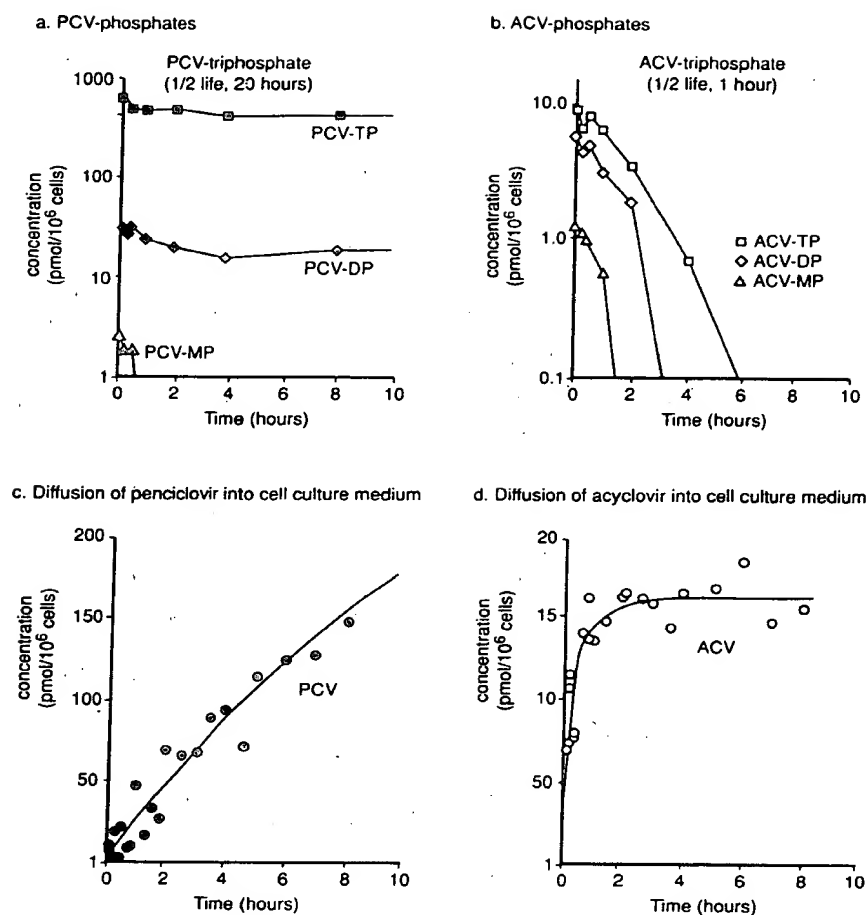 a. PCV-phosphates
PCV-triphosphate
(1/2 life, 20 hours)
1000
100
10
1
concentration
(pmol/10⁶ cells)
PCV-TP
PCV-DP
PCV-MP
0 2 4 6 8 10
Time (hours)
b. ACV-phosphates
ACV-triphosphate
(1/2 life, 1 hour)
10.0
1.0
0.1
concentration
(pmol/10⁶ cells)
ACV-TP
ACV-DP
ACV-MP
0 2 4 6 8 10
Time (hours)
c. Diffusion of penciclovir into cell culture medium
200
150
100
50
1
concentration
(pmol/10⁶ cells)
PCV
0 2 4 6 8 10
Time (hours)
d. Diffusion of acyclovir into cell culture medium
20
15
10
50
1
concentration
(pmol/10⁶ cells)
ACV
0 2 4 6 8 10
Time (hours)